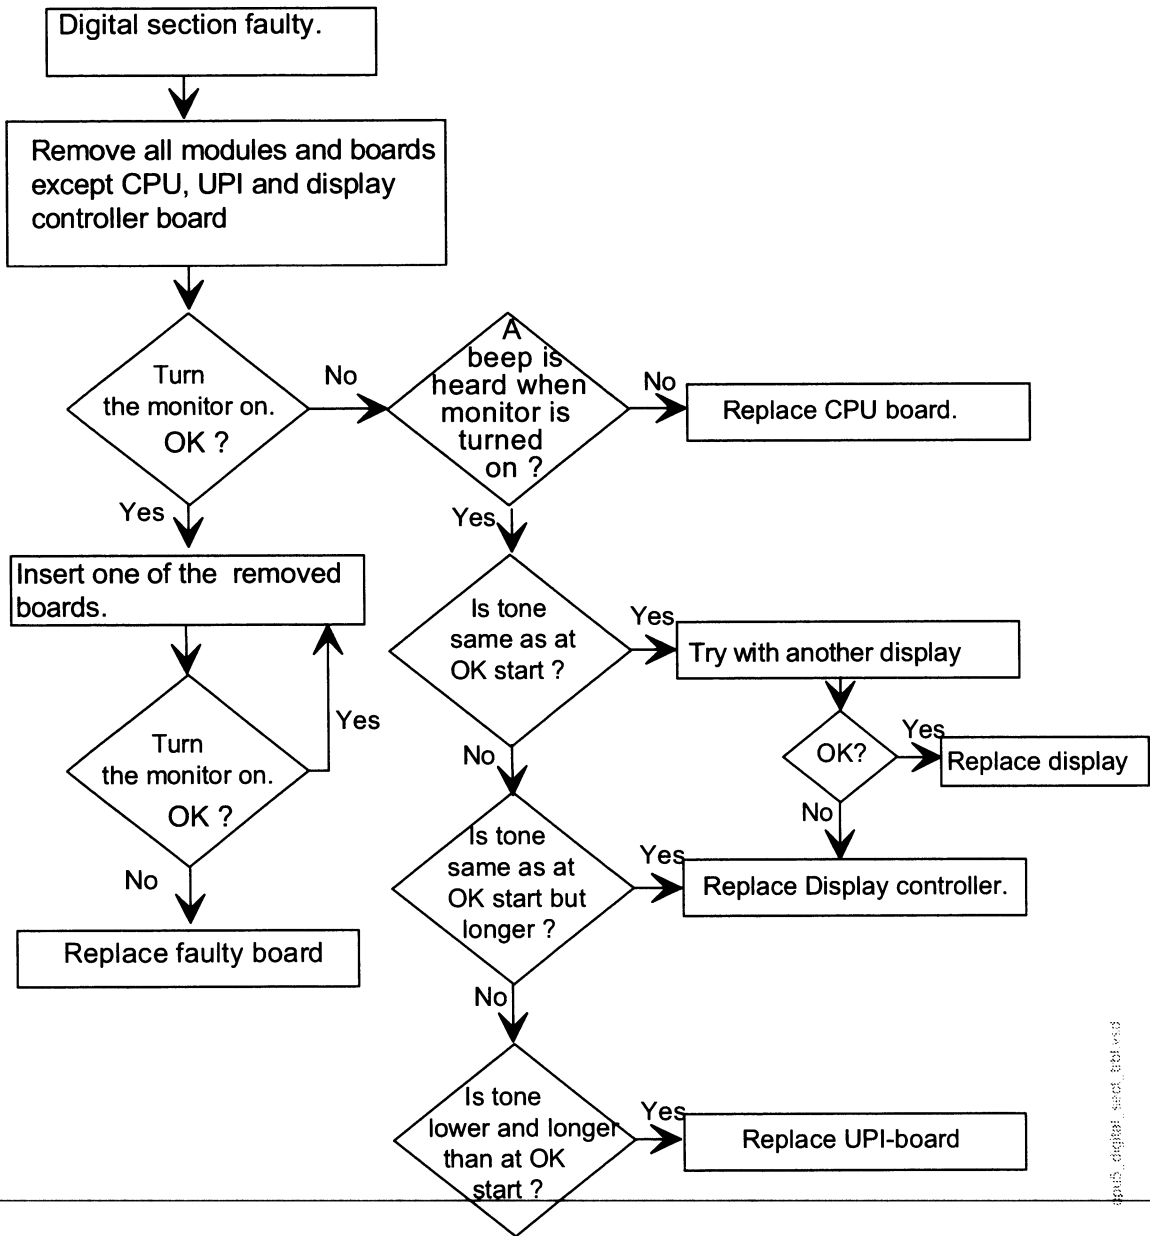 Digital section faulty.
Remove all modules and boards
except CPU, UPI and display
controller board
Turn
the monitor on.
OK ?
No
A
beep is
heard when
monitor is
turned
on ?
No
Replace CPU board.
Yes
Insert one of the removed
boards.
Yes
Is tone
same as at
OK start ?
Yes
Try with another display
Turn
the monitor on.
OK ?
Yes
No
OK?
Yes
Replace display
No
Is tone
same as at
OK start but
longer ?
Yes
Replace Display controller.
No
Replace faulty board
No
Is tone
lower and longer
than at OK
start ?
Yes
Replace UPI-board